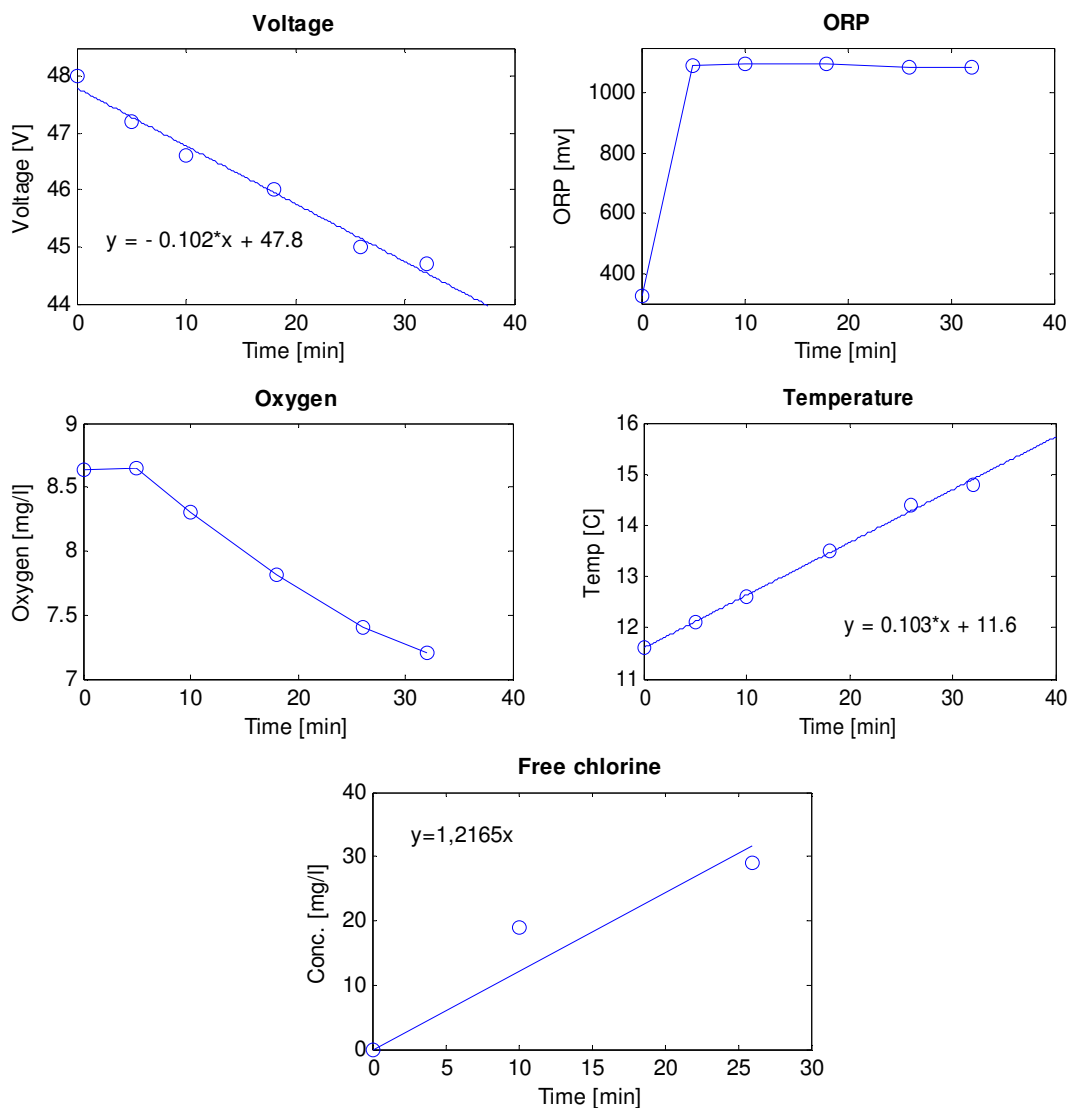 Voltage
48
47
46
45
44
Voltage [V]
y = - 0.102*x + 47.8
0 10 20 30 40
Time [min]
ORP
1000
800
600
400
ORP [mv]
0 10 20 30 40
Time [min]
Oxygen
9
8.5
8
7.5
7
Oxygen [mg/l]
0 10 20 30 40
Time [min]
Temperature
16
15
14
13
12
11
Temp [C]
y = 0.103*x + 11.6
0 10 20 30 40
Time [min]
Free chlorine
40
30
20
10
0
Conc. [mg/l]
y=1,2165x
0 5 10 15 20 25 30
Time [min]